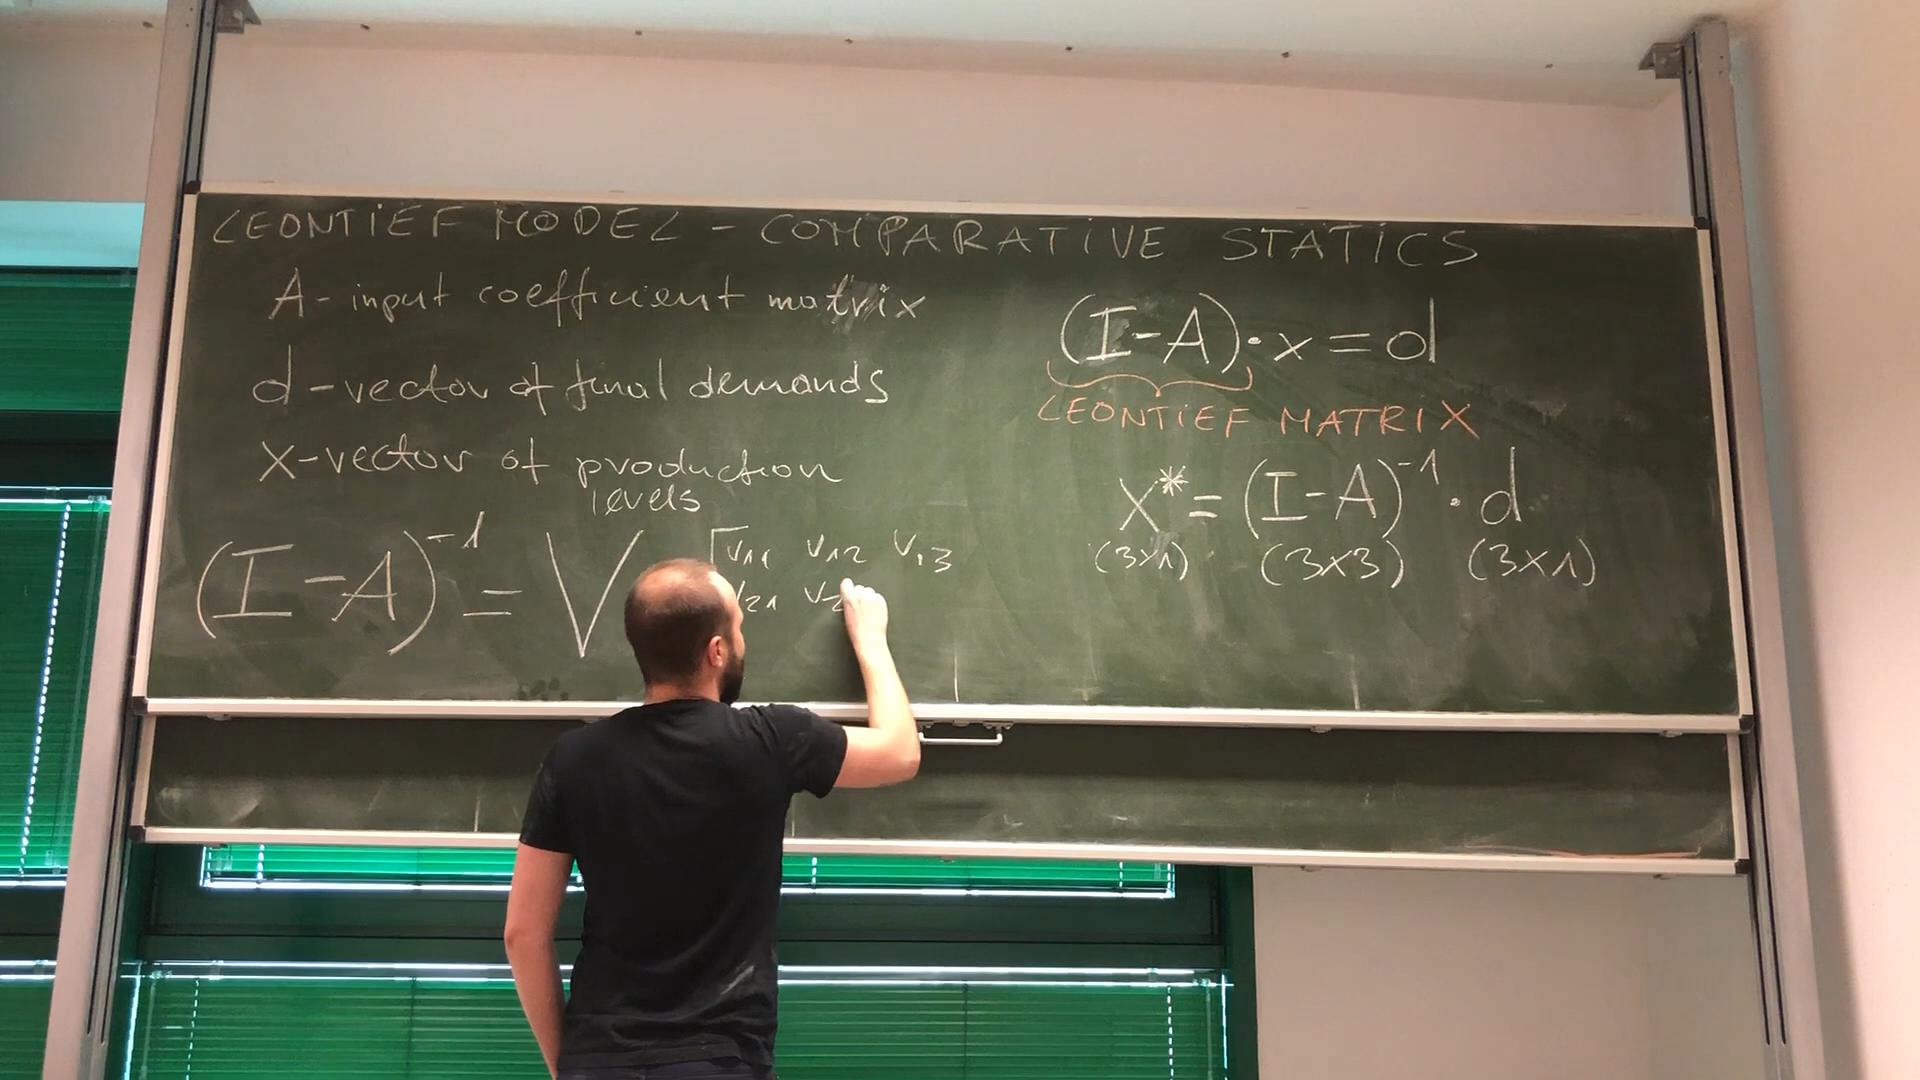 LEONTIEF MODEL - COMPARATIVE STATICS
A - input coefficient matrix
d - vector of final demands
x - vector of production
levels
(I-A)⁻¹ = V [v₁₁ v₁₂ v₁₃
v₂₁ v₂
(I-A)·x = d
LEONTIEF MATRIX
x* = (I-A)⁻¹ · d
(3x1) (3x3) (3x1)